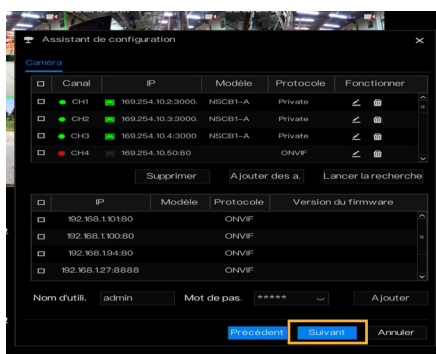 Assistant de configuration
Caméra
Canal IP Modèle Protocole Fonctionner
CH1 169.254.10.2:3000. NSCB1-A Private
CH2 169.254.10.3:3000. NSCB1-A Private
CH3 169.254.10.4:3000. NSCB1-A Private
CH4 169.254.10.50:80 ONVIF
Supprimer Ajouter des a. Lancer la recherche
IP Modèle Protocole Version du firmware
192.168.1.101:80 ONVIF
192.168.1.100:80 ONVIF
192.168.1.94:80 ONVIF
192.168.1.27:8888 ONVIF
Nom d'utili. admin Mot de pas. ***** Ajouter
Précédent Suivant Annuler